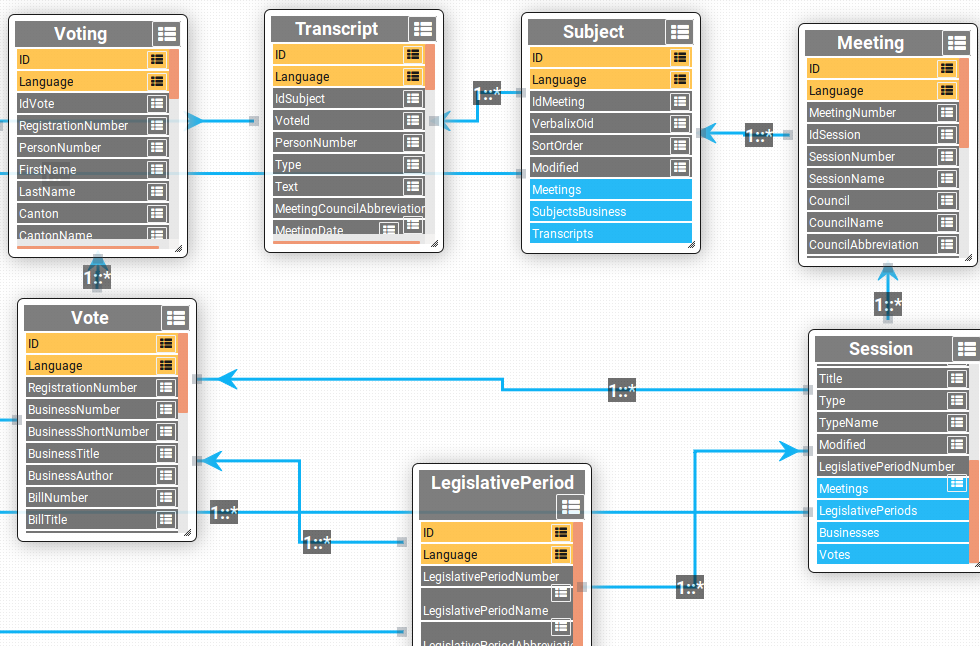 Voting
ID
Language
IdVote
RegistrationNumber
PersonNumber
FirstName
LastName
Canton
CantonName
Transcript
ID
Language
IdSubject
VoteId
PersonNumber
Type
Text
MeetingCouncilAbbreviation
MeetingDate
1::*
Subject
ID
Language
IdMeeting
VerbalixOid
SortOrder
Modified
Meetings
SubjectsBusiness
Transcripts
1::*
Meeting
ID
Language
MeetingNumber
IdSession
SessionNumber
SessionName
Council
CouncilName
CouncilAbbreviation
1::*
1::*
Vote
ID
Language
RegistrationNumber
BusinessNumber
BusinessShortNumber
BusinessTitle
BusinessAuthor
BillNumber
BillTitle
1::*
1::*
1::*
LegislativePeriod
ID
Language
LegislativePeriodNumber
LegislativePeriodName
LegislativePeriodAbbreviati
1::*
Session
Title
Type
TypeName
Modified
LegislativePeriodNumber
Meetings
LegislativePeriods
Businesses
Votes